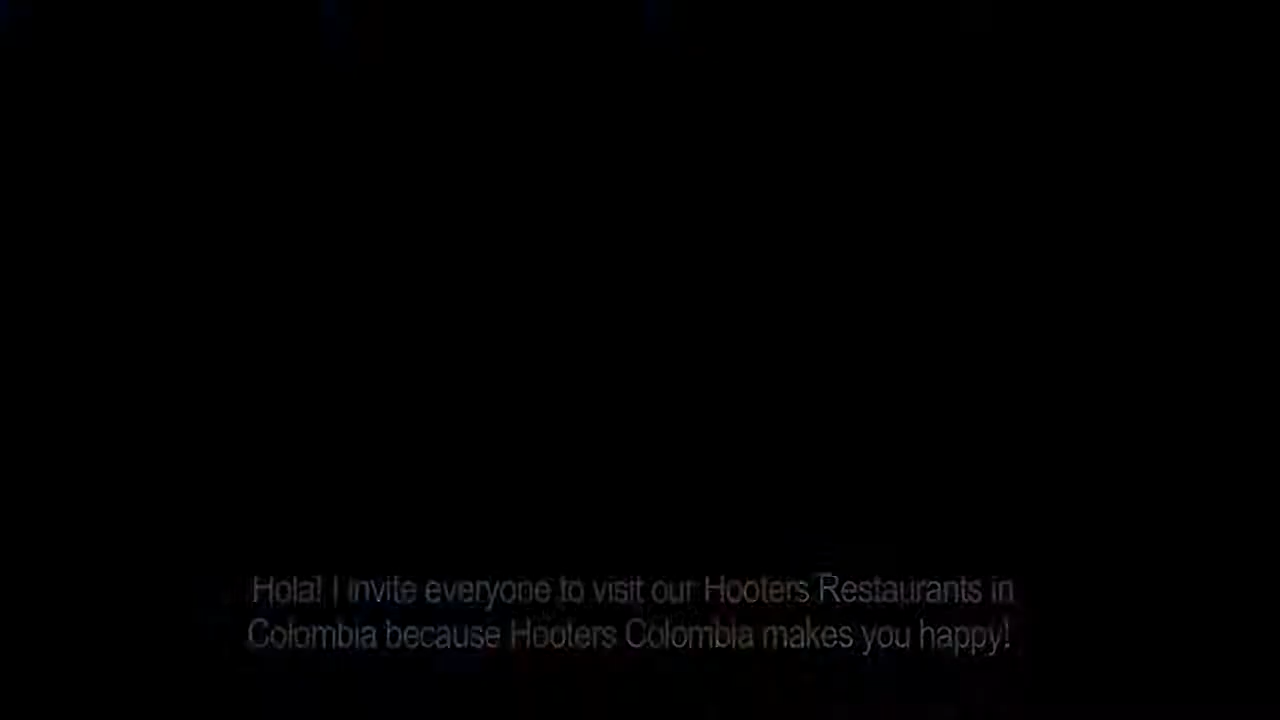 Hola! I invite everyone to visit our Hooters Restaurants in
Colombia because Hooters Colombia makes you happy!